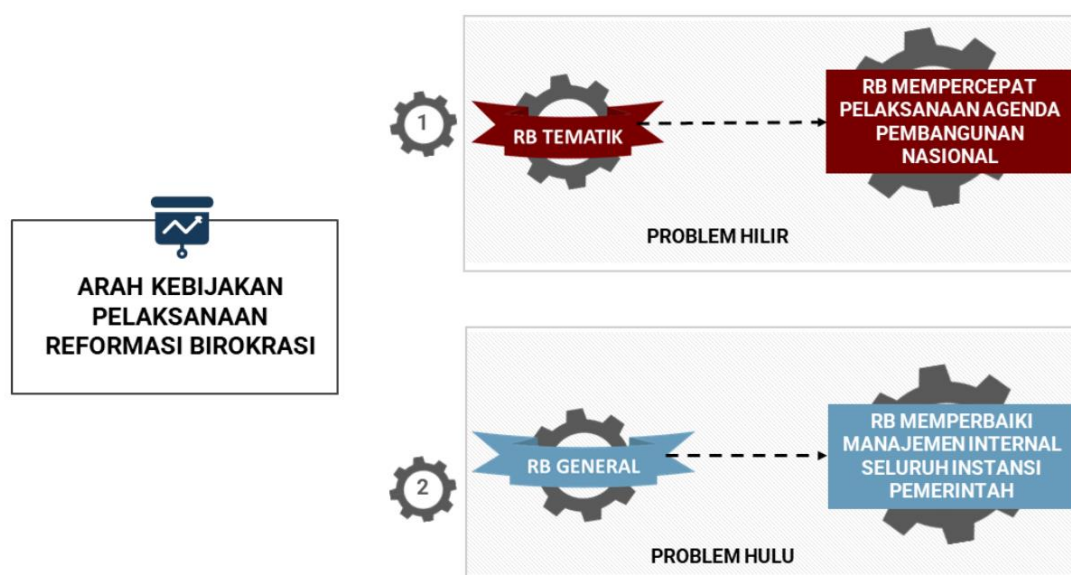 ARAH KEBIJAKAN
PELAKSANAAN
REFORMASI BIROKRASI
1
RB TEMATIK
RB MEMPERCEPAT
PELAKSANAAN AGENDA
PEMBANGUNAN
NASIONAL
PROBLEM HILIR
2
RB GENERAL
RB MEMPERBAIKI
MANAJEMEN INTERNAL
SELURUH INSTANSI
PEMERINTAH
PROBLEM HULU